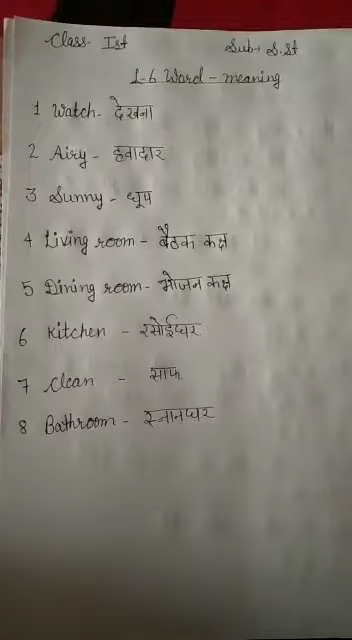 Class- Ist Sub→ S.St
L-6 Word - meaning
1 Watch- देखना
2 Airy - हवादार
3 Sunny - धूप
4 Living room - बैठक कक्ष
5 Dining room- भोजन कक्ष
6 Kitchen - रसोईघर
7 Clean - साफ
8 Bathroom - स्नानघर